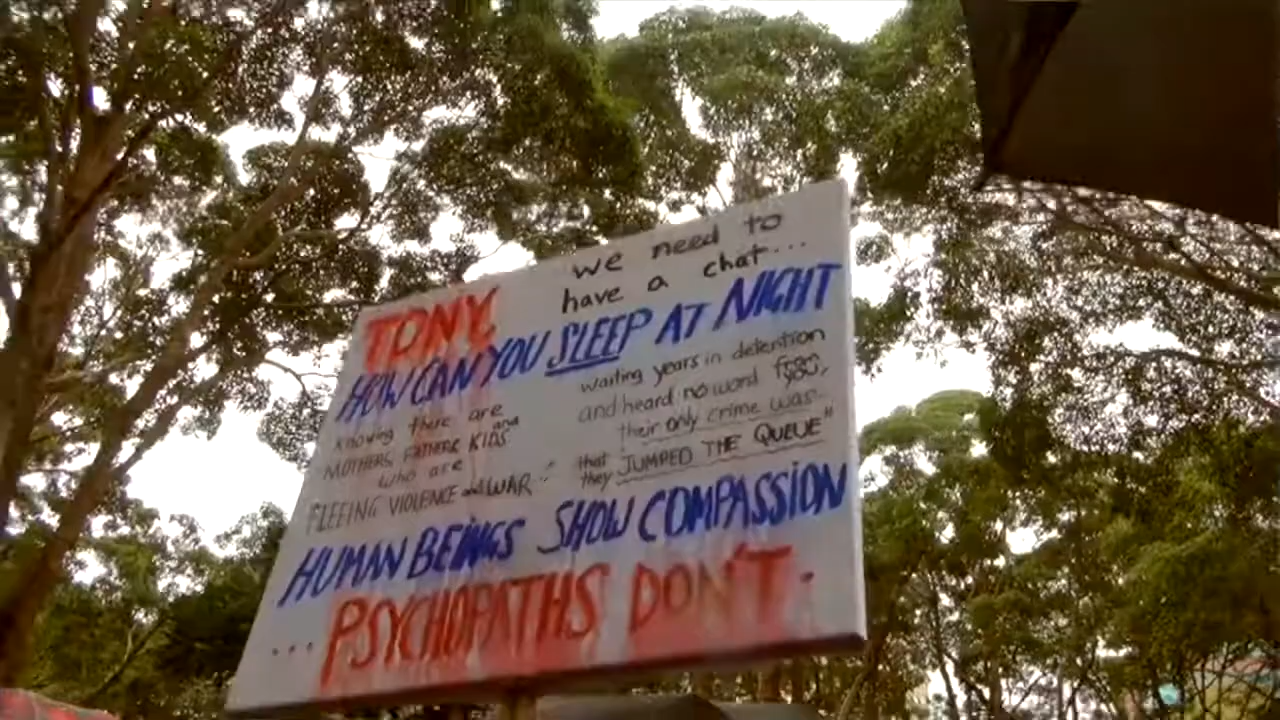 we need to
have a chat...
TONY,
HOW CAN YOU SLEEP AT NIGHT
knowing there are
MOTHERS, FATHERS, and KIDS
who are
FLEEING VIOLENCE and WAR
waiting years in detention
and heard no word from you,
their only crime was...
that they JUMPED THE QUEUE"
HUMAN BEINGS SHOW COMPASSION
...PSYCHOPATHS DON'T.